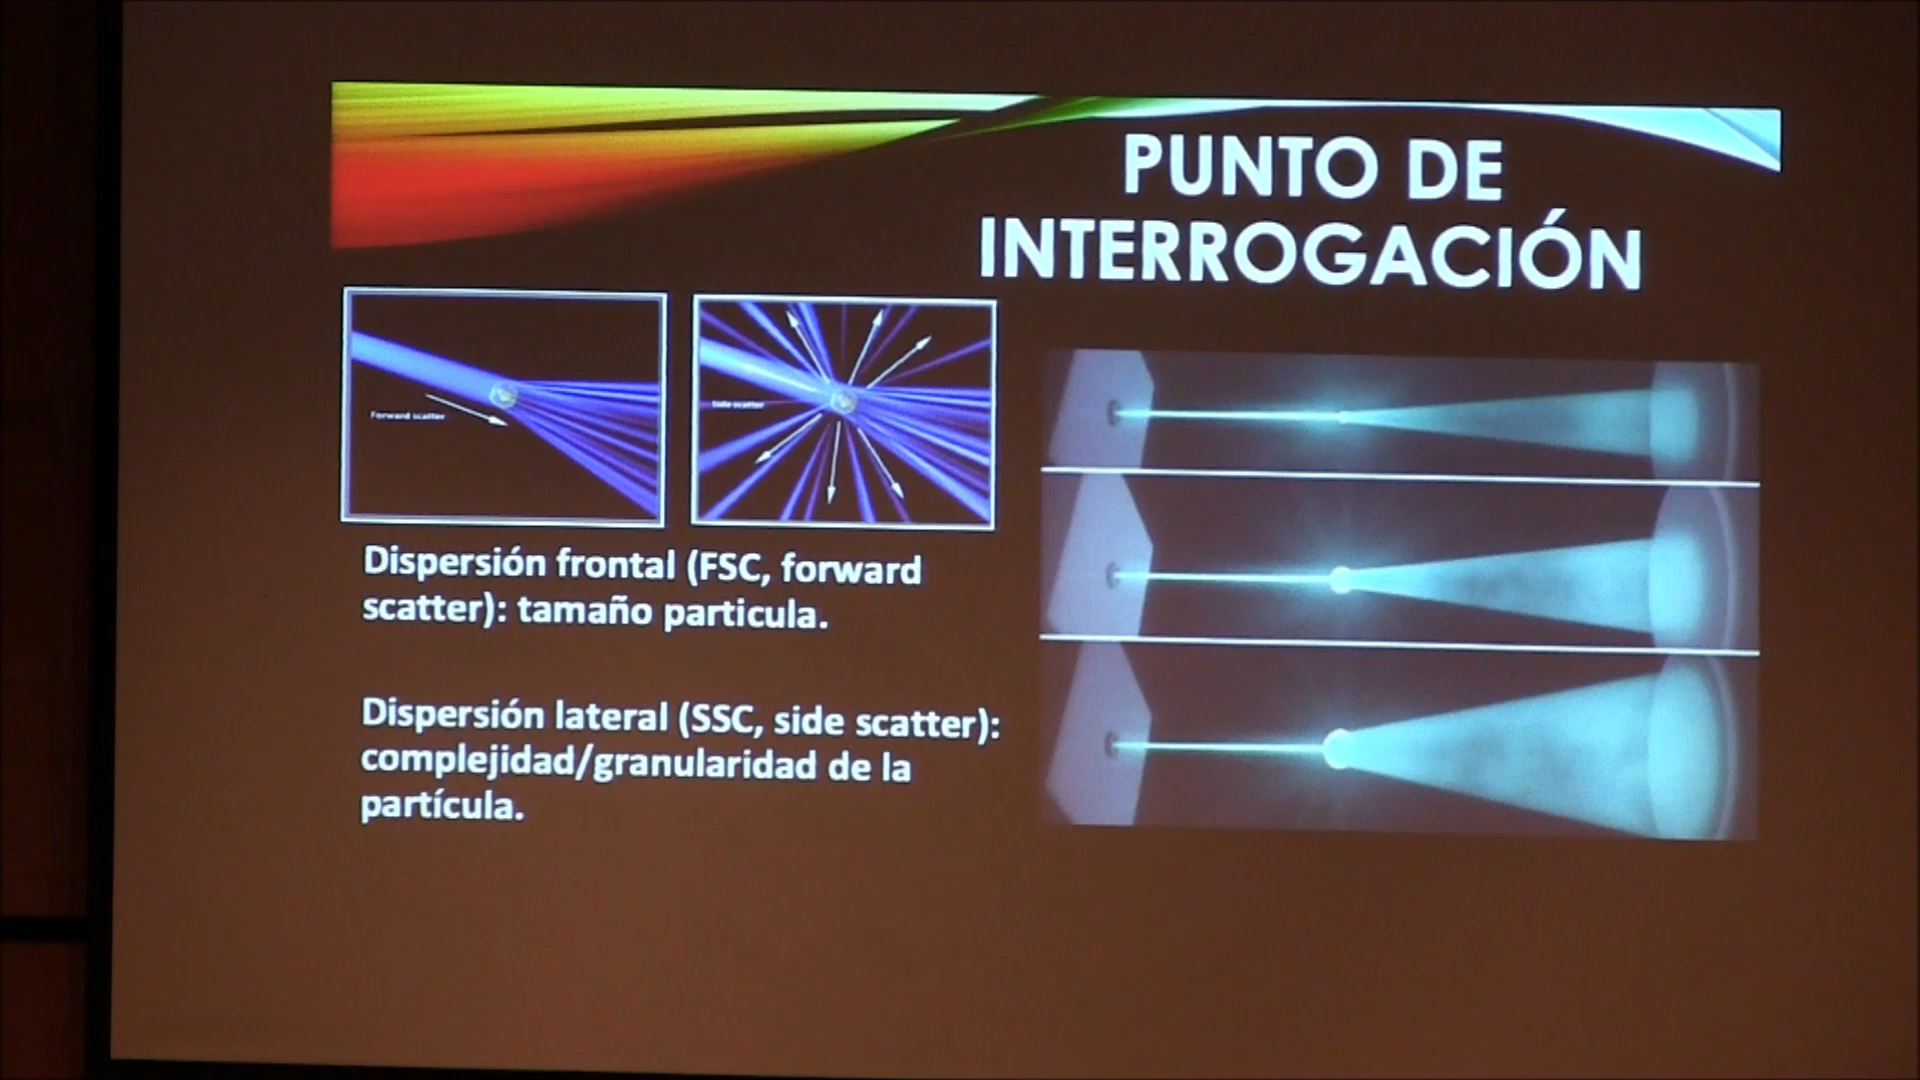 PUNTO DE
INTERROGACIÓN
Forward scatter
Side scatter
Dispersión frontal (FSC, forward
scatter): tamaño particula.
Dispersión lateral (SSC, side scatter):
complejidad/granularidad de la
partícula.